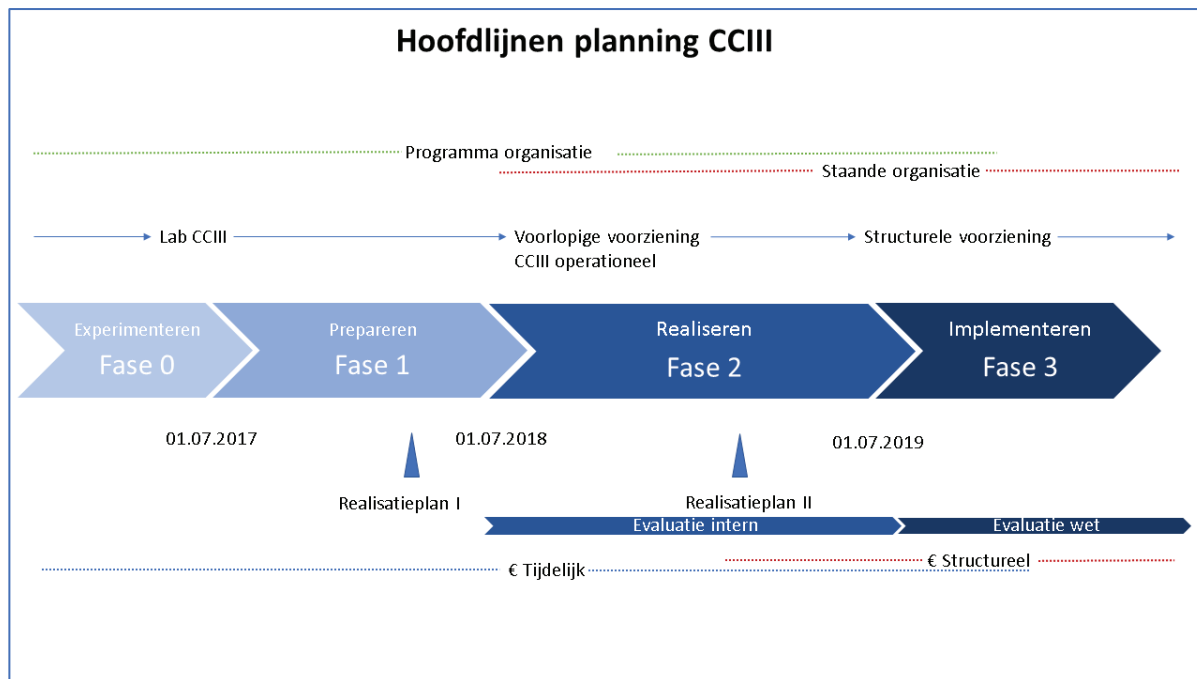 Hoofdlijnen planning CCIII
Programma organisatie
Staande organisatie
Lab CCIII
Voorlopige voorziening
CCIII operationeel
Structurele voorziening
Experimenteren
Fase 0
Prepareren
Fase 1
Realiseren
Fase 2
Implementeren
Fase 3
01.07.2017
01.07.2018
01.07.2019
Realisatieplan I
Realisatieplan II
Evaluatie intern
Evaluatie wet
€ Structureel
€ Tijdelijk